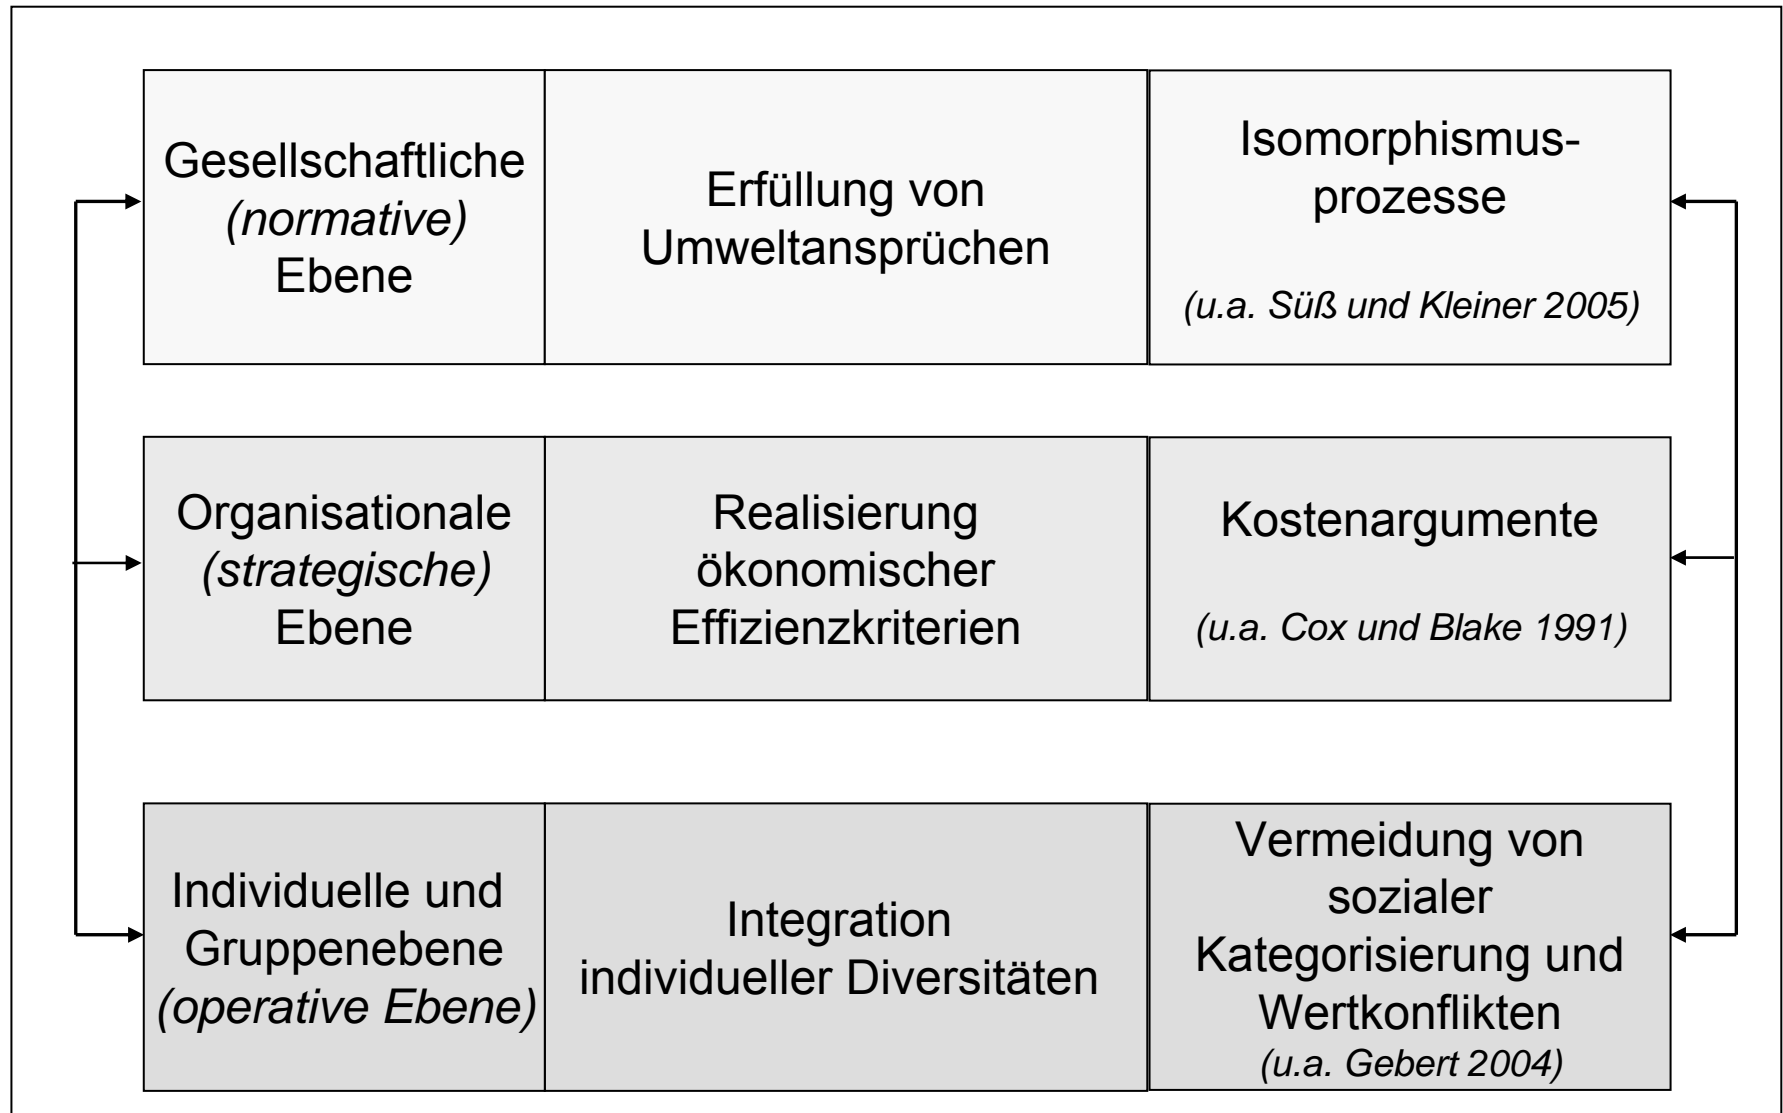 Gesellschaftliche
(normative)
Ebene
Erfüllung von
Umweltansprüchen
Isomorphismus-
prozesse
(u.a. Süß und Kleiner 2005)
Organisationale
(strategische)
Ebene
Realisierung
ökonomischer
Effizienzkriterien
Kostenargumente
(u.a. Cox und Blake 1991)
Individuelle und
Gruppenebene
(operative Ebene)
Integration
individueller Diversitäten
Vermeidung von
sozialer
Kategorisierung und
Wertkonflikten
(u.a. Gebert 2004)